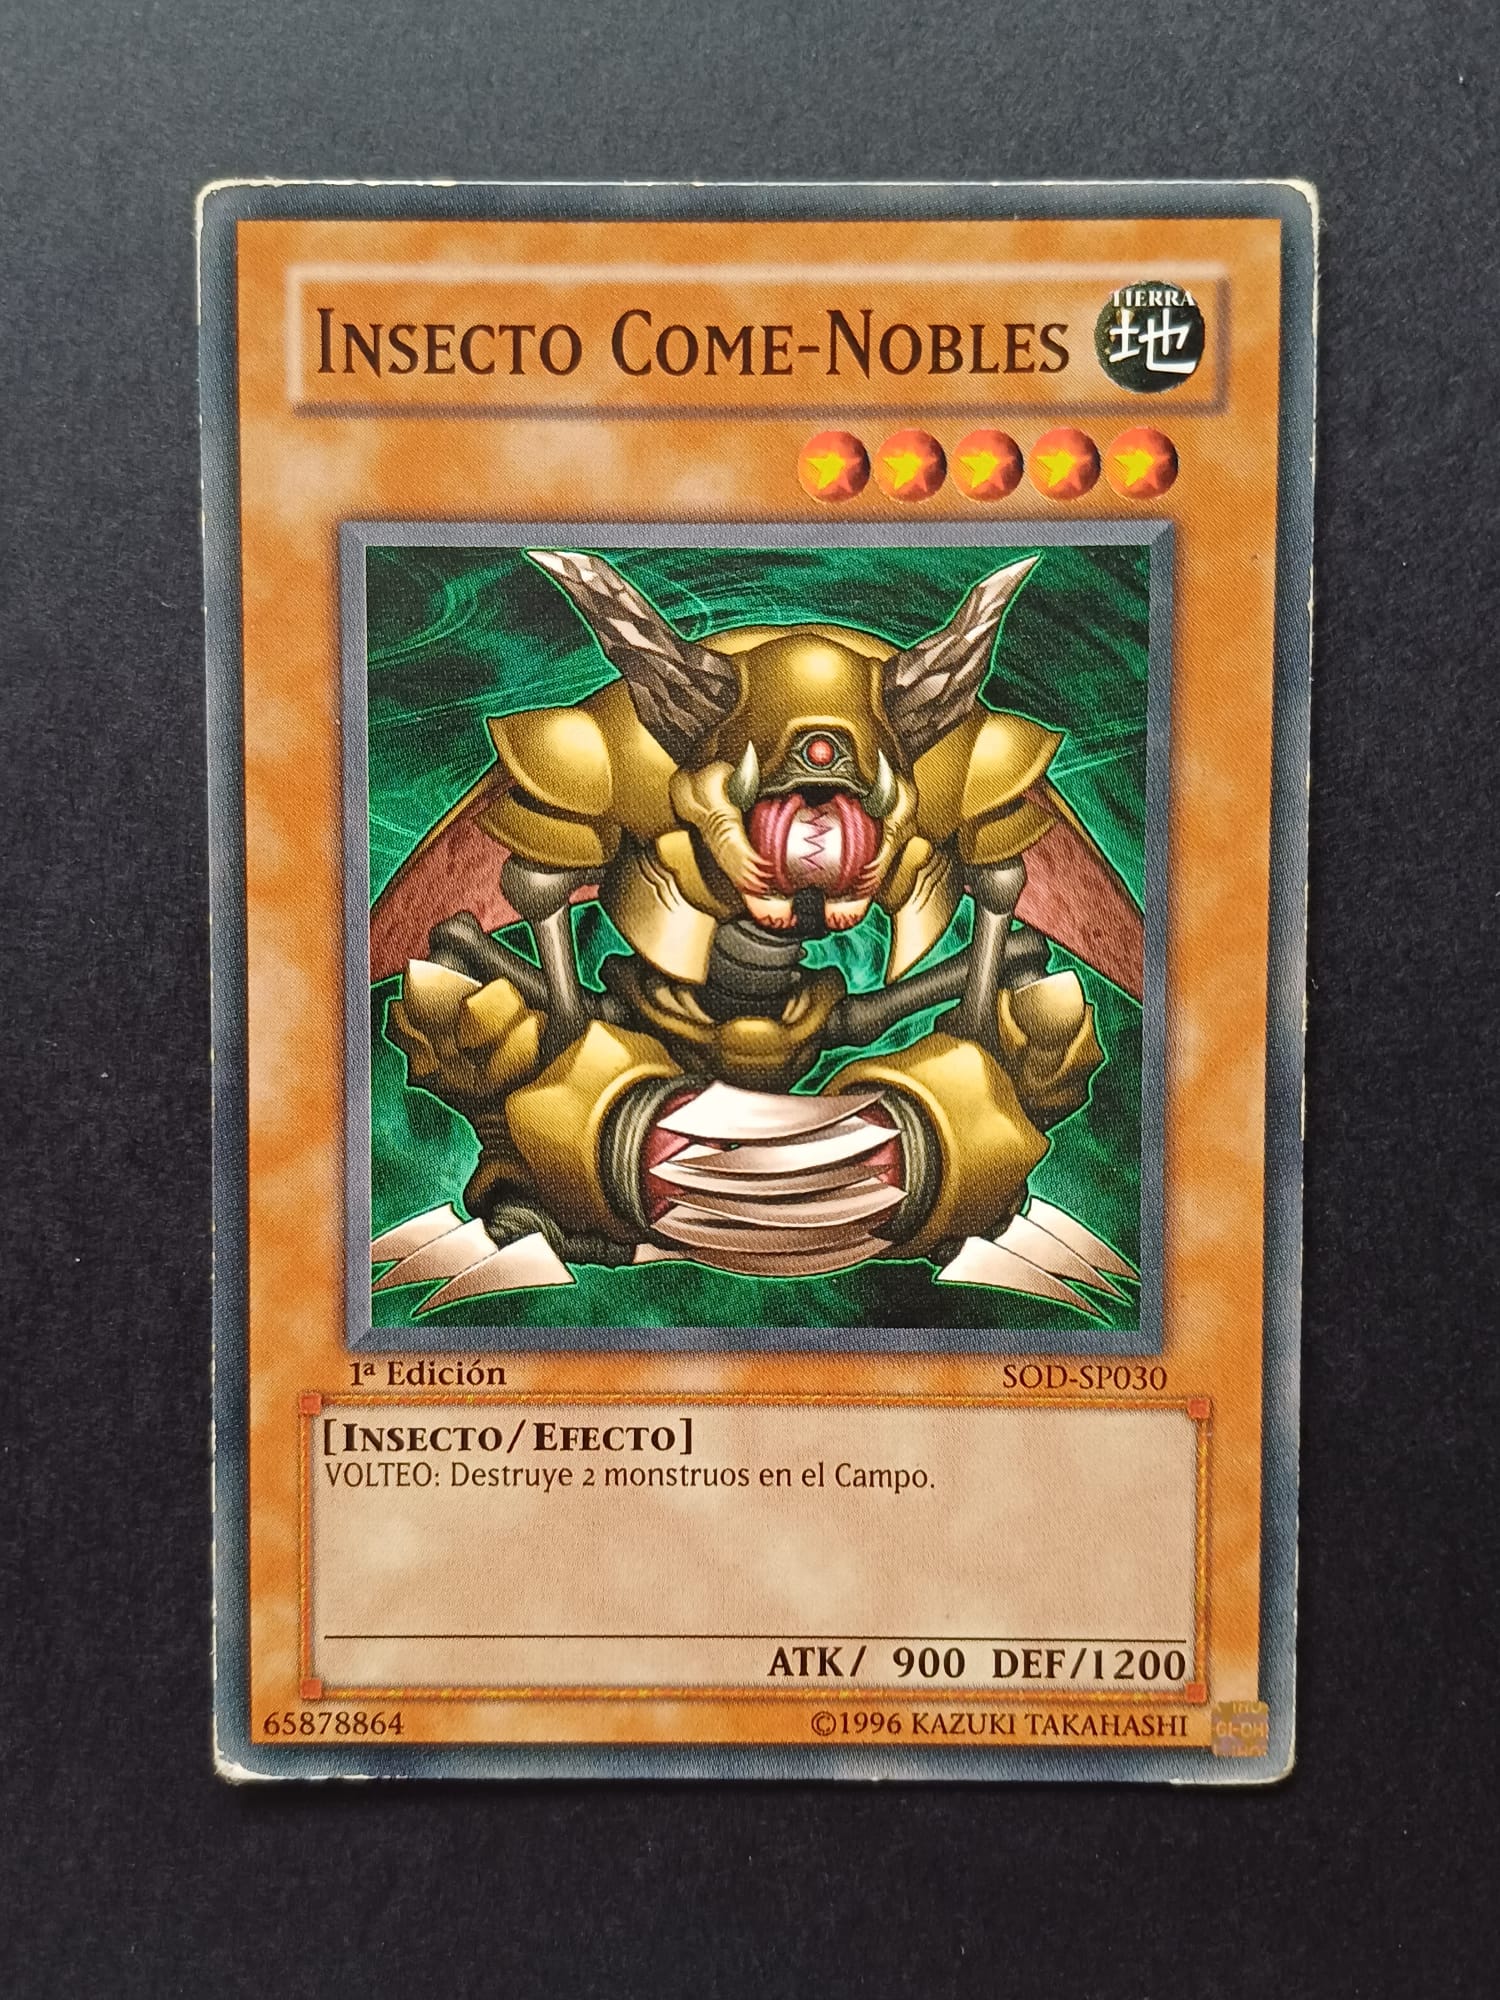 INSECTO COME-NOBLES
TIERRA
地
1ª Edición
SOD-SP030
[INSECTO/EFECTO]
VOLTEO: Destruye 2 monstruos en el Campo.
ATK/ 900 DEF/1200
65878864
©1996 KAZUKI TAKAHASHI